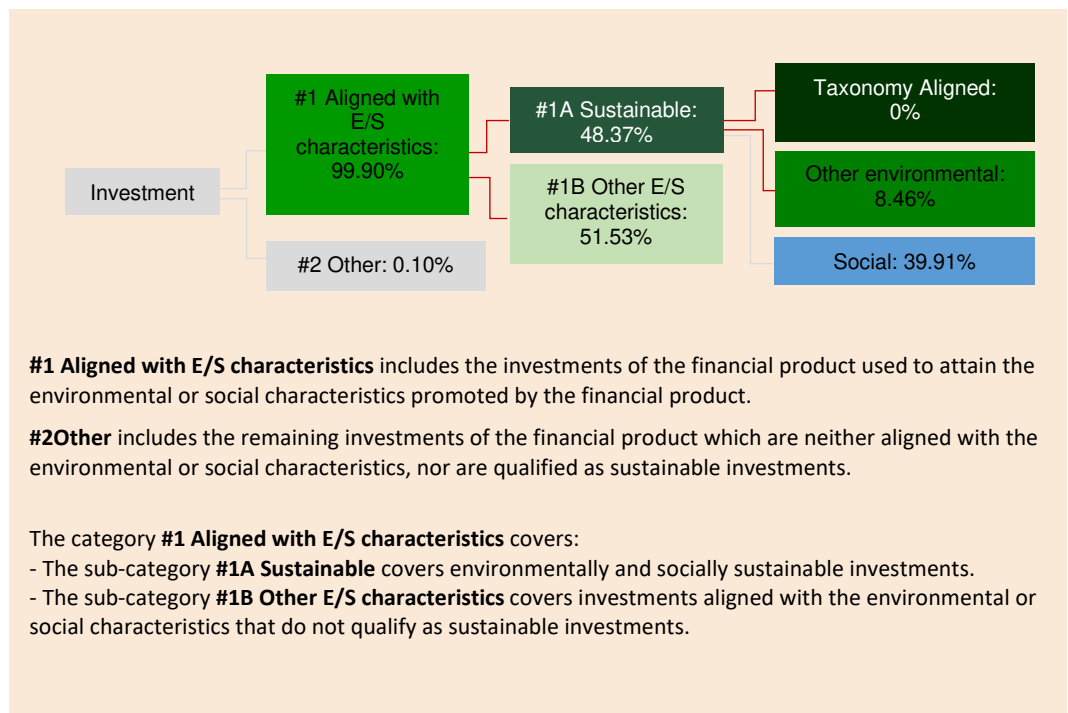 Investment
#1 Aligned with
E/S
characteristics:
99.90%
#2 Other: 0.10%
#1A Sustainable:
48.37%
#1B Other E/S
characteristics:
51.53%
Taxonomy Aligned:
0%
Other environmental:
8.46%
Social: 39.91%
#1 Aligned with E/S characteristics includes the investments of the financial product used to attain the
environmental or social characteristics promoted by the financial product.
#2Other includes the remaining investments of the financial product which are neither aligned with the
environmental or social characteristics, nor are qualified as sustainable investments.
The category #1 Aligned with E/S characteristics covers:
- The sub-category #1A Sustainable covers environmentally and socially sustainable investments.
- The sub-category #1B Other E/S characteristics covers investments aligned with the environmental or
social characteristics that do not qualify as sustainable investments.